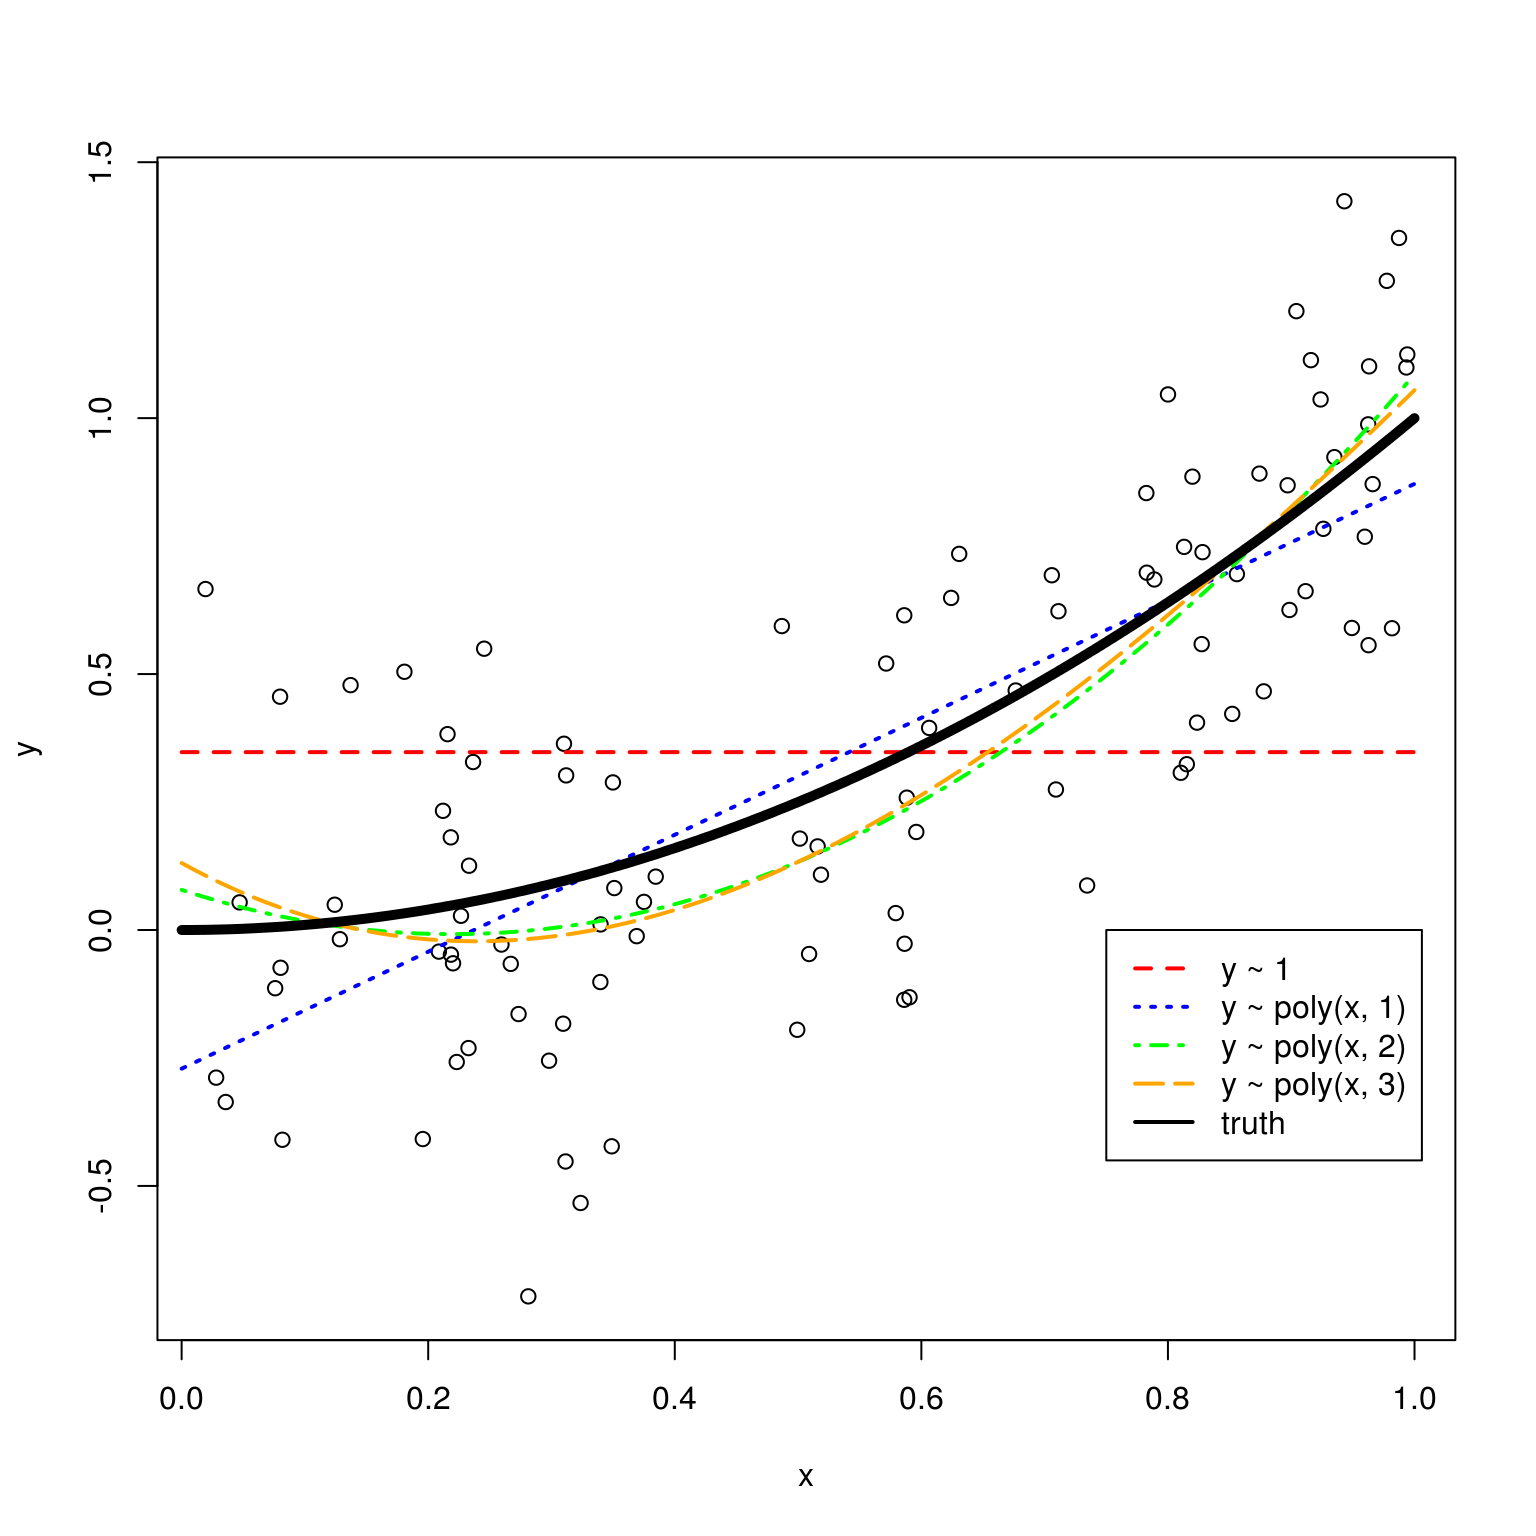 1.5
1.0
0.5
0.0
-0.5
y
y ~ 1
y ~ poly(x, 1)
y ~ poly(x, 2)
y ~ poly(x, 3)
truth
0.0 0.2 0.4 0.6 0.8 1.0
x